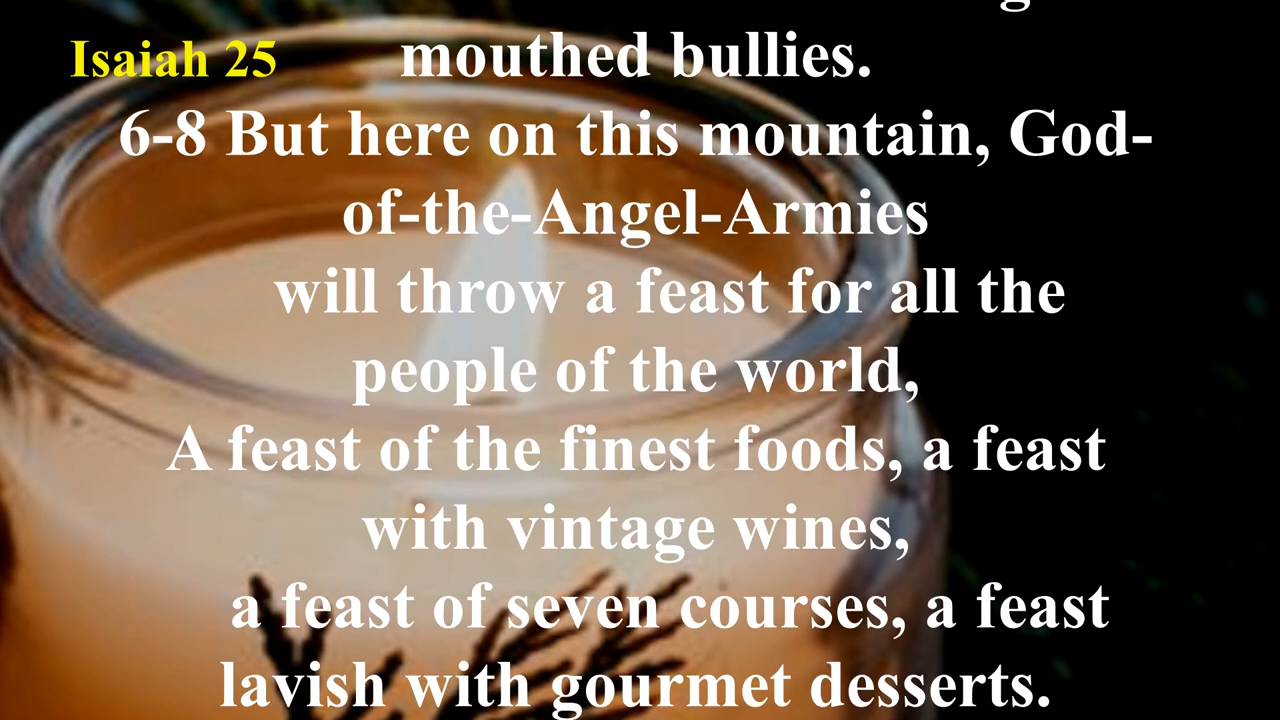 Isaiah 25
mouthed bullies.
6-8 But here on this mountain, God-
of-the-Angel-Armies
will throw a feast for all the
people of the world,
A feast of the finest foods, a feast
with vintage wines,
a feast of seven courses, a feast
lavish with gourmet desserts.